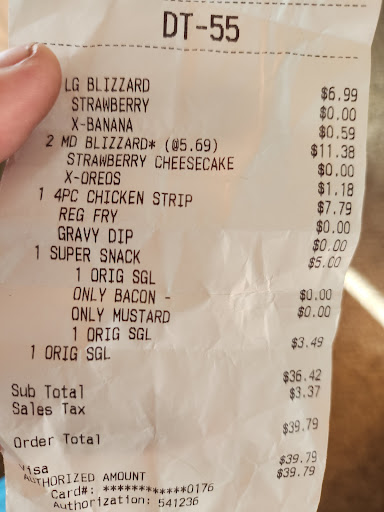 DT-55
LG BLIZZARD $6.99
STRAWBERRY $0.00
X-BANANA $0.59
2 MD BLIZZARD* (@5.69) $11.38
STRAWBERRY CHEESECAKE $0.00
X-OREOS $1.18
1 4PC CHICKEN STRIP $7.79
REG FRY $0.00
GRAVY DIP $0.00
1 SUPER SNACK $5.00
1 ORIG SGL
ONLY BACON - $0.00
ONLY MUSTARD $0.00
1 ORIG SGL
1 ORIG SGL $3.49
Sub Total $36.42
Sales Tax $3.37
Order Total $39.79
Visa $39.79
AUTHORIZED AMOUNT $39.79
Card#: ************0176
Authorization: 541236